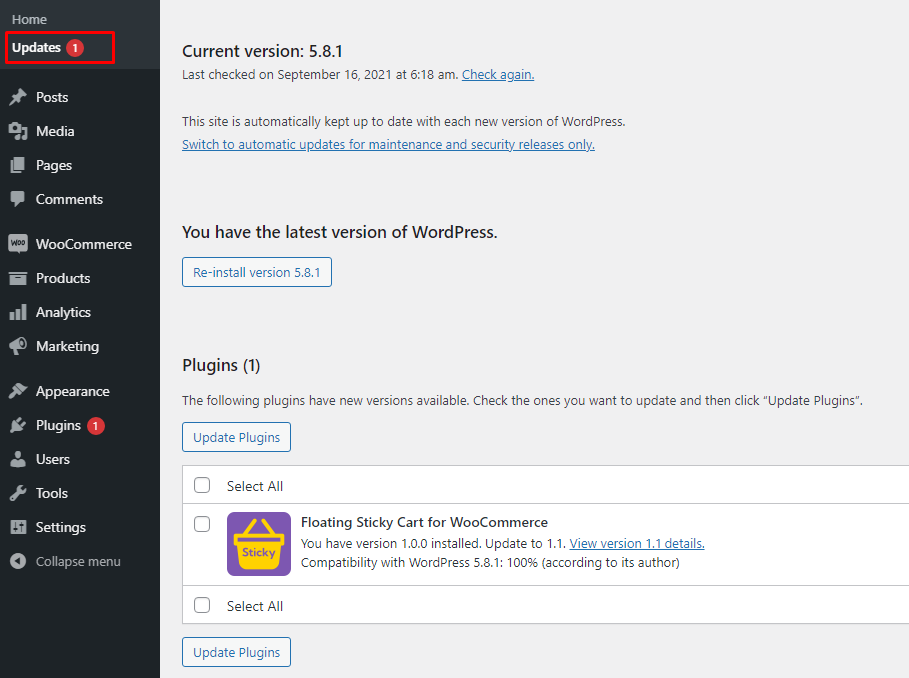 Home
Updates 1
Posts
Media
Pages
Comments
Woo WooCommerce
Products
Analytics
Marketing
Appearance
Plugins 1
Users
Tools
Settings
Collapse menu
Current version: 5.8.1
Last checked on September 16, 2021 at 6:18 am. Check again.
This site is automatically kept up to date with each new version of WordPress.
Switch to automatic updates for maintenance and security releases only.
You have the latest version of WordPress.
Re-install version 5.8.1
Plugins (1)
The following plugins have new versions available. Check the ones you want to update and then click “Update Plugins”.
Update Plugins
Select All
Sticky
Floating Sticky Cart for WooCommerce
You have version 1.0.0 installed. Update to 1.1. View version 1.1 details.
Compatibility with WordPress 5.8.1: 100% (according to its author)
Select All
Update Plugins